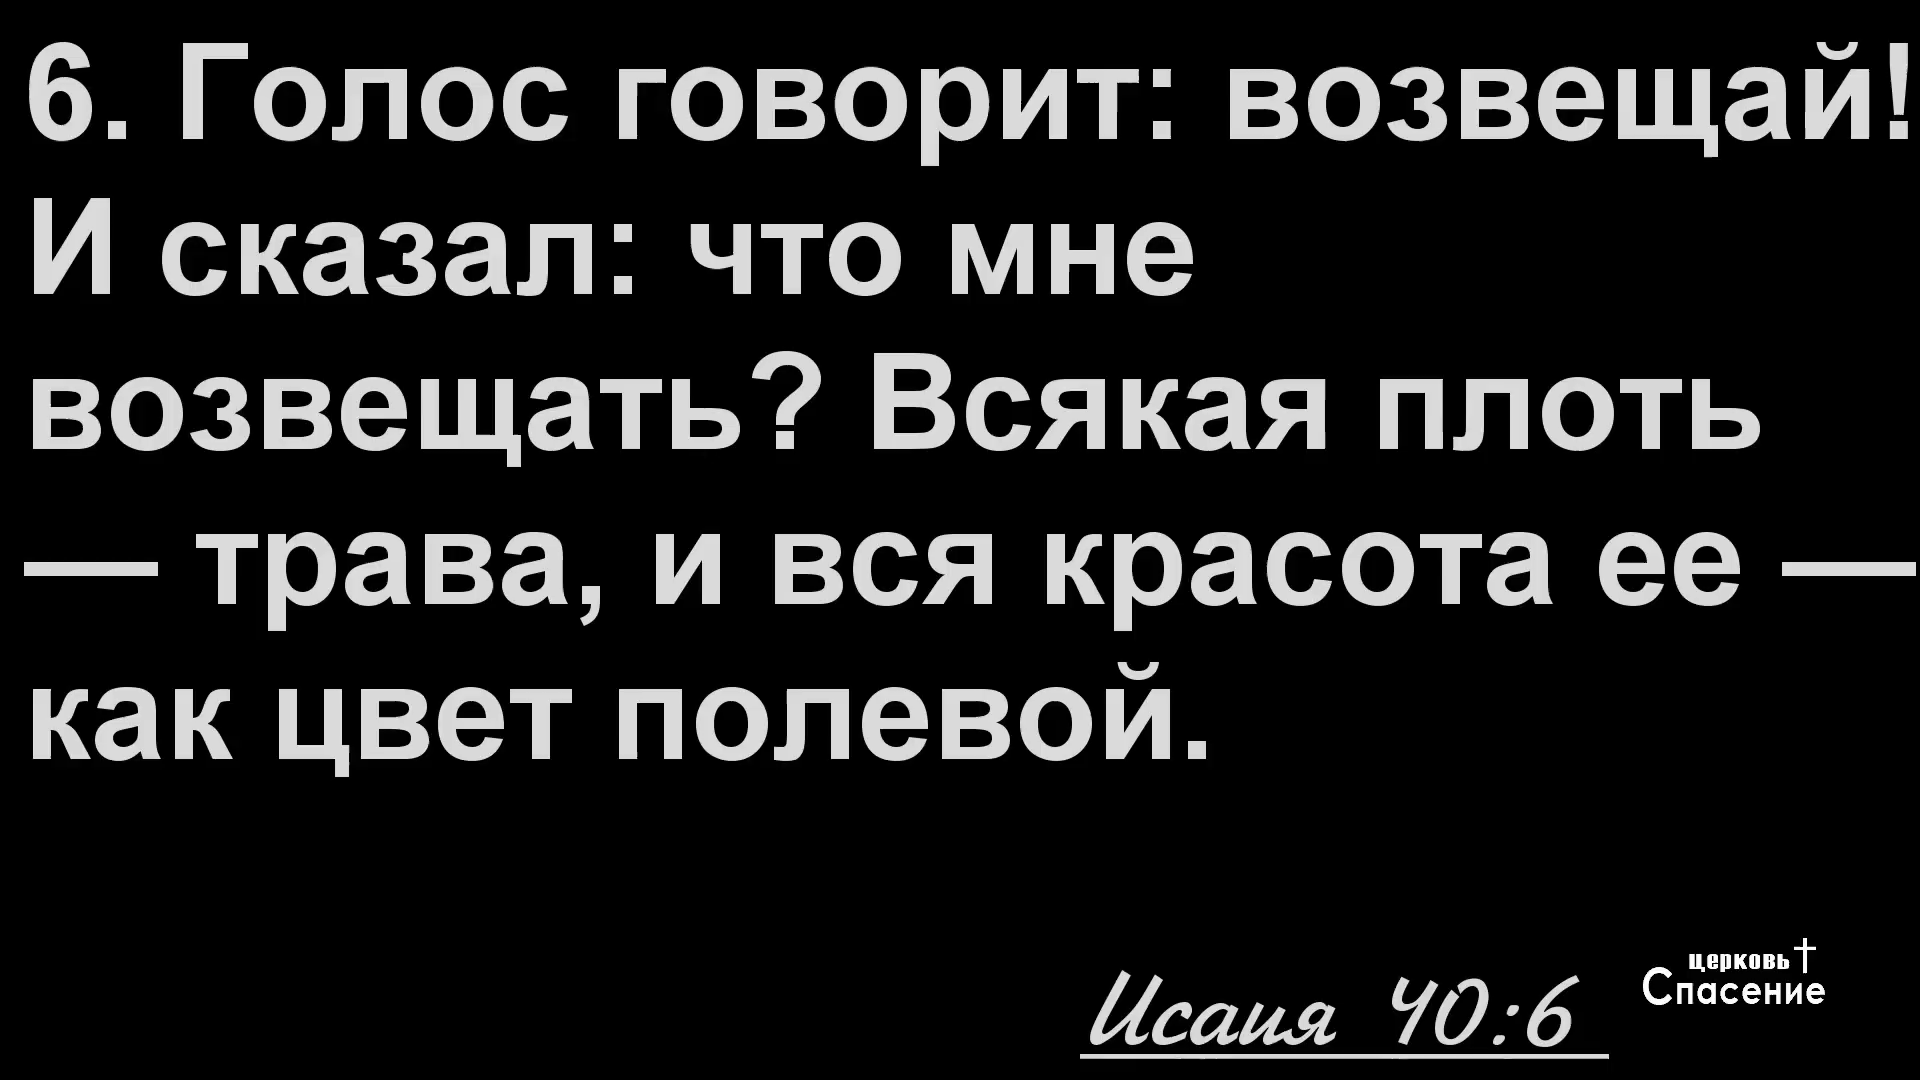 6. Голос говорит: возвещай!
И сказал: что мне
возвещать? Всякая плоть
— трава, и вся красота ее —
как цвет полевой.
Исаия 40:6
церковь
Спасение